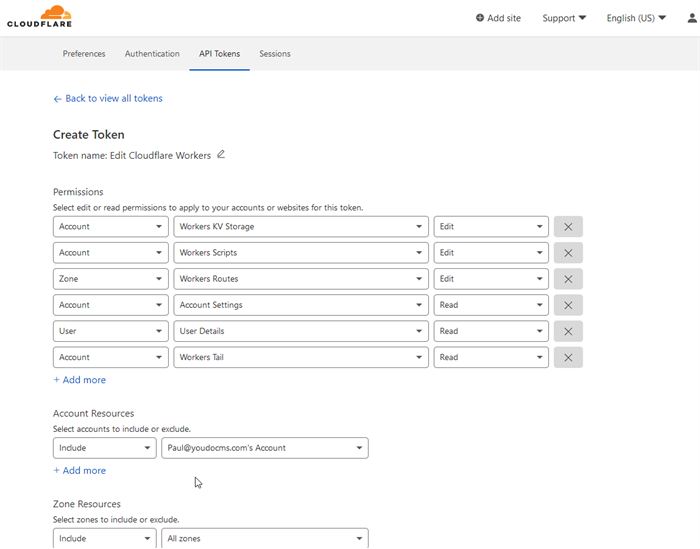 CLOUDFLARE
Add site Support English (US)
Preferences Authentication API Tokens Sessions
← Back to view all tokens
Create Token
Token name: Edit Cloudflare Workers
Permissions
Select edit or read permissions to apply to your accounts or websites for this token.
Account Workers KV Storage Edit
Account Workers Scripts Edit
Zone Workers Routes Edit
Account Account Settings Read
User User Details Read
Account Workers Tail Read
+ Add more
Account Resources
Select accounts to include or exclude.
Include Paul@youdocms.com's Account
+ Add more
Zone Resources
Select zones to include or exclude.
Include All zones